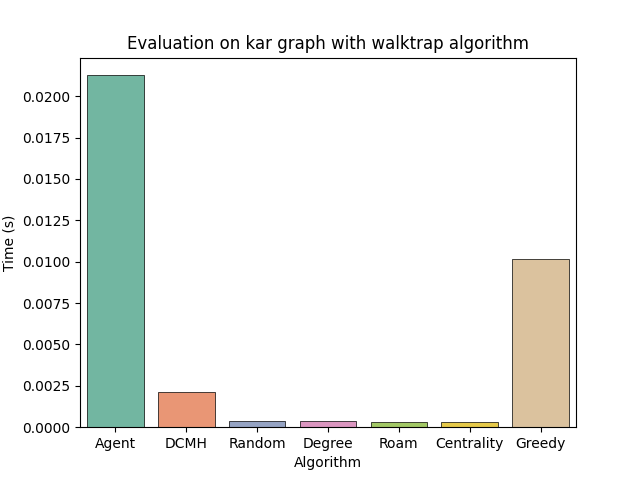 Evaluation on kar graph with walktrap algorithm
Time (s)
0.0200
0.0175
0.0150
0.0125
0.0100
0.0075
0.0050
0.0025
0.0000
Agent DCMH Random Degree Roam Centrality Greedy
Algorithm